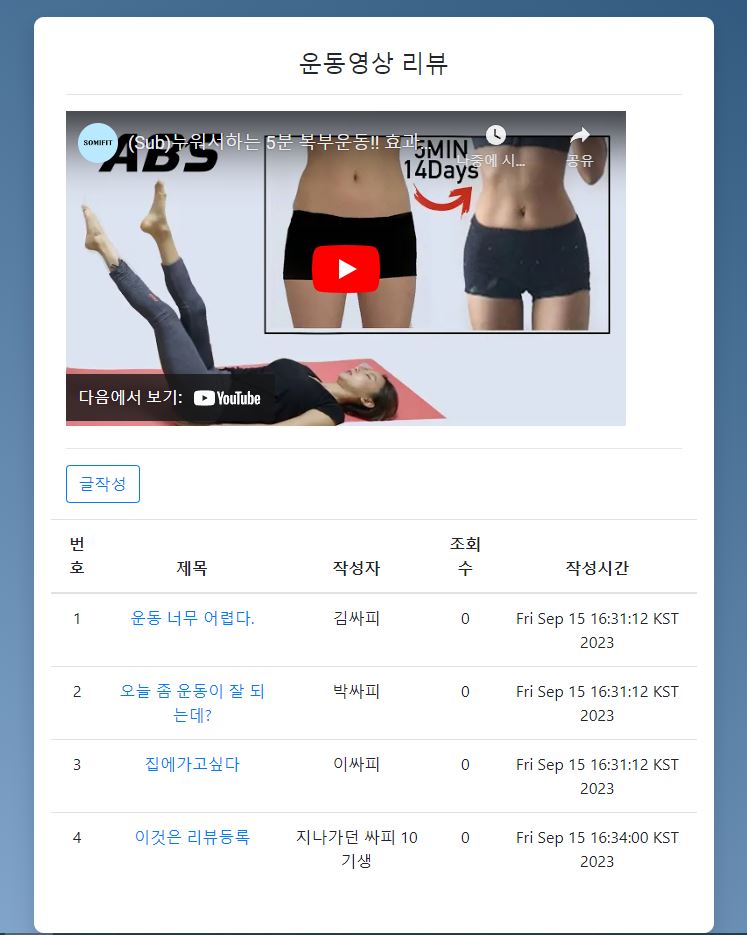 운동영상 리뷰
SOMIFIT
(Sub)누워서하는 5분 복부운동!! 효과...
나중에 시...
공유
ABS
5MIN
14Days
다음에서 보기: YouTube
글작성
번호 제목 작성자 조회수 작성시간
1 운동 너무 어렵다. 김싸피 0 Fri Sep 15 16:31:12 KST
2023
2 오늘 좀 운동이 잘 되 박싸피 0 Fri Sep 15 16:31:12 KST
는데? 2023
3 집에가고싶다 이싸피 0 Fri Sep 15 16:31:12 KST
2023
4 이것은 리뷰등록 지나가던 싸피 10 0 Fri Sep 15 16:34:00 KST
기생 2023